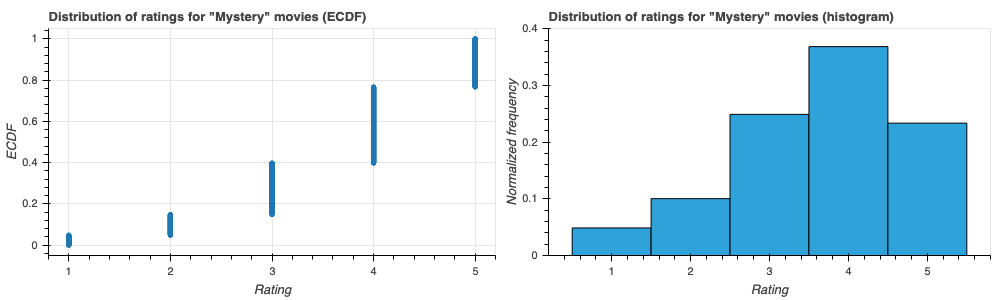 Distribution of ratings for "Mystery" movies (ECDF)
1
0.8
0.6
0.4
0.2
0
ECDF
1 2 3 4 5
Rating
Distribution of ratings for "Mystery" movies (histogram)
0.4
0.3
0.2
0.1
0
Normalized frequency
1 2 3 4 5
Rating